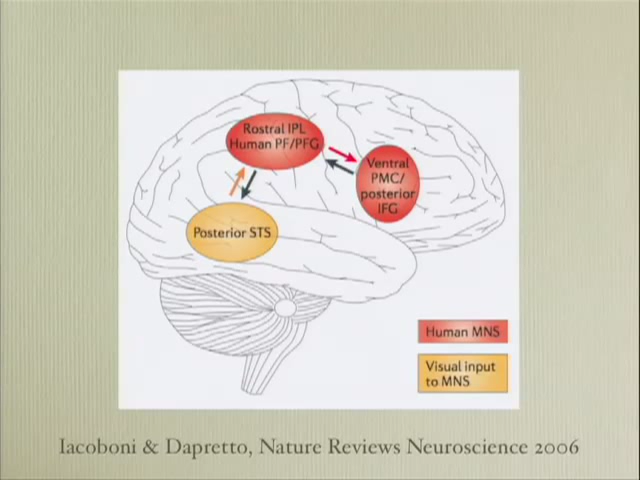 Rostral IPL
Human PF/PFG
Ventral
PMC/
posterior
IFG
Posterior STS
Human MNS
Visual input
to MNS
Iacoboni & Dapretto, Nature Reviews Neuroscience 2006